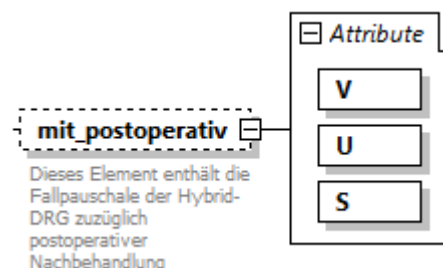 Attribute
V
mit_postoperativ
U
S
Dieses Element enthält die
Fallpauschale der Hybrid-
DRG zuzüglich
postoperativer
Nachbehandlung